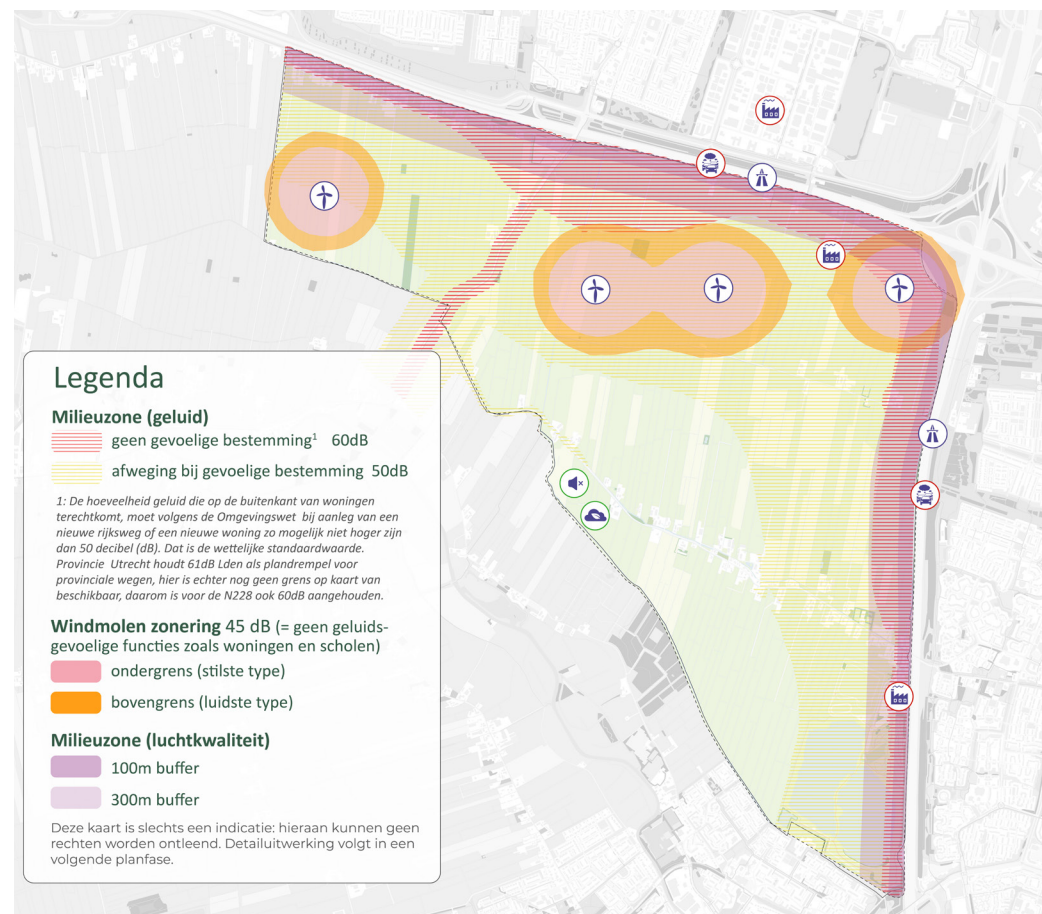 Legenda
Milieuzone (geluid)
geen gevoelige bestemming¹ 60dB
afweging bij gevoelige bestemming 50dB
1: De hoeveelheid geluid die op de buitenkant van woningen
terechtkomt, moet volgens de Omgevingswet bij aanleg van een
nieuwe rijksweg of een nieuwe woning zo mogelijk niet hoger zijn
dan 50 decibel (dB). Dat is de wettelijke standaardwaarde.
Provincie Utrecht houdt 61dB Lden als plandrempel voor
provinciale wegen, hier is echter nog geen grens op kaart van
beschikbaar, daarom is voor de N228 ook 60dB aangehouden.
Windmolen zonering 45 dB (= geen geluids-
gevoelige functies zoals woningen en scholen)
ondergrens (stilste type)
bovengrens (luidste type)
Milieuzone (luchtkwaliteit)
100m buffer
300m buffer
Deze kaart is slechts een indicatie: hieraan kunnen geen
rechten worden ontleend. Detailuitwerking volgt in een
volgende planfase.